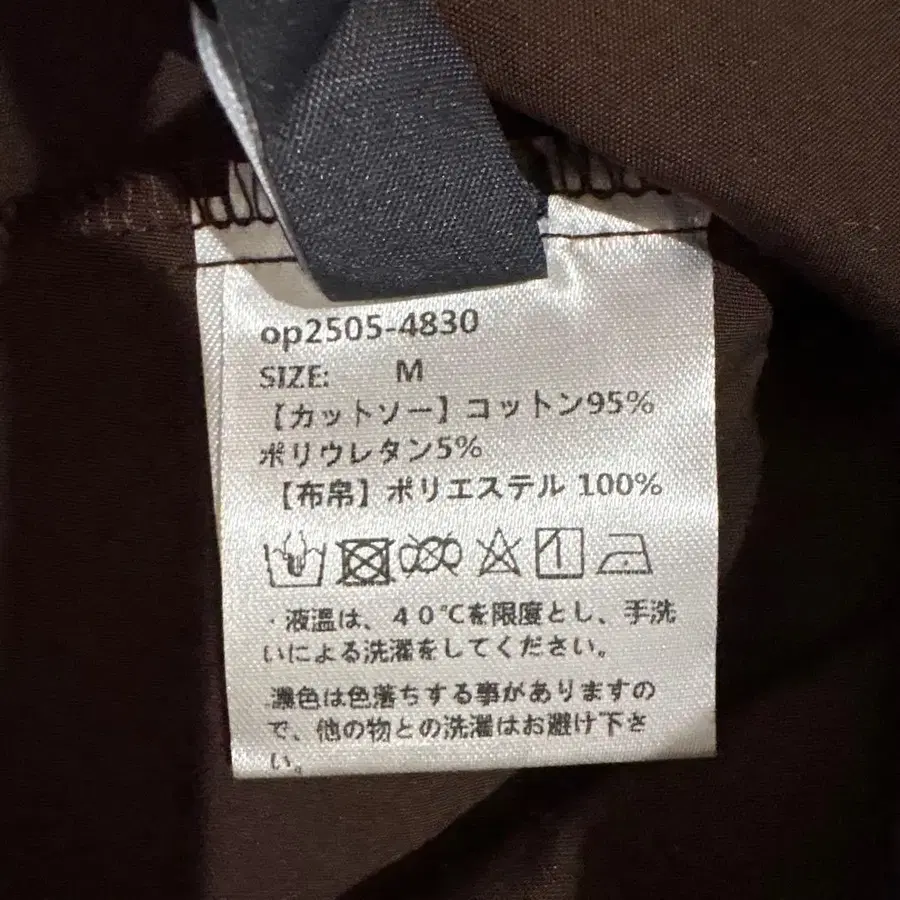 op2505-4830
SIZE: M
【カットソー】コットン95%
ポリウレタン5%
【布帛】ポリエステル 100%
・液温は、40℃を限度とし、手洗
いによる洗濯をしてください。
濃色は色落ちする事がありますの
で、他の物との洗濯はお避け下さ
い。